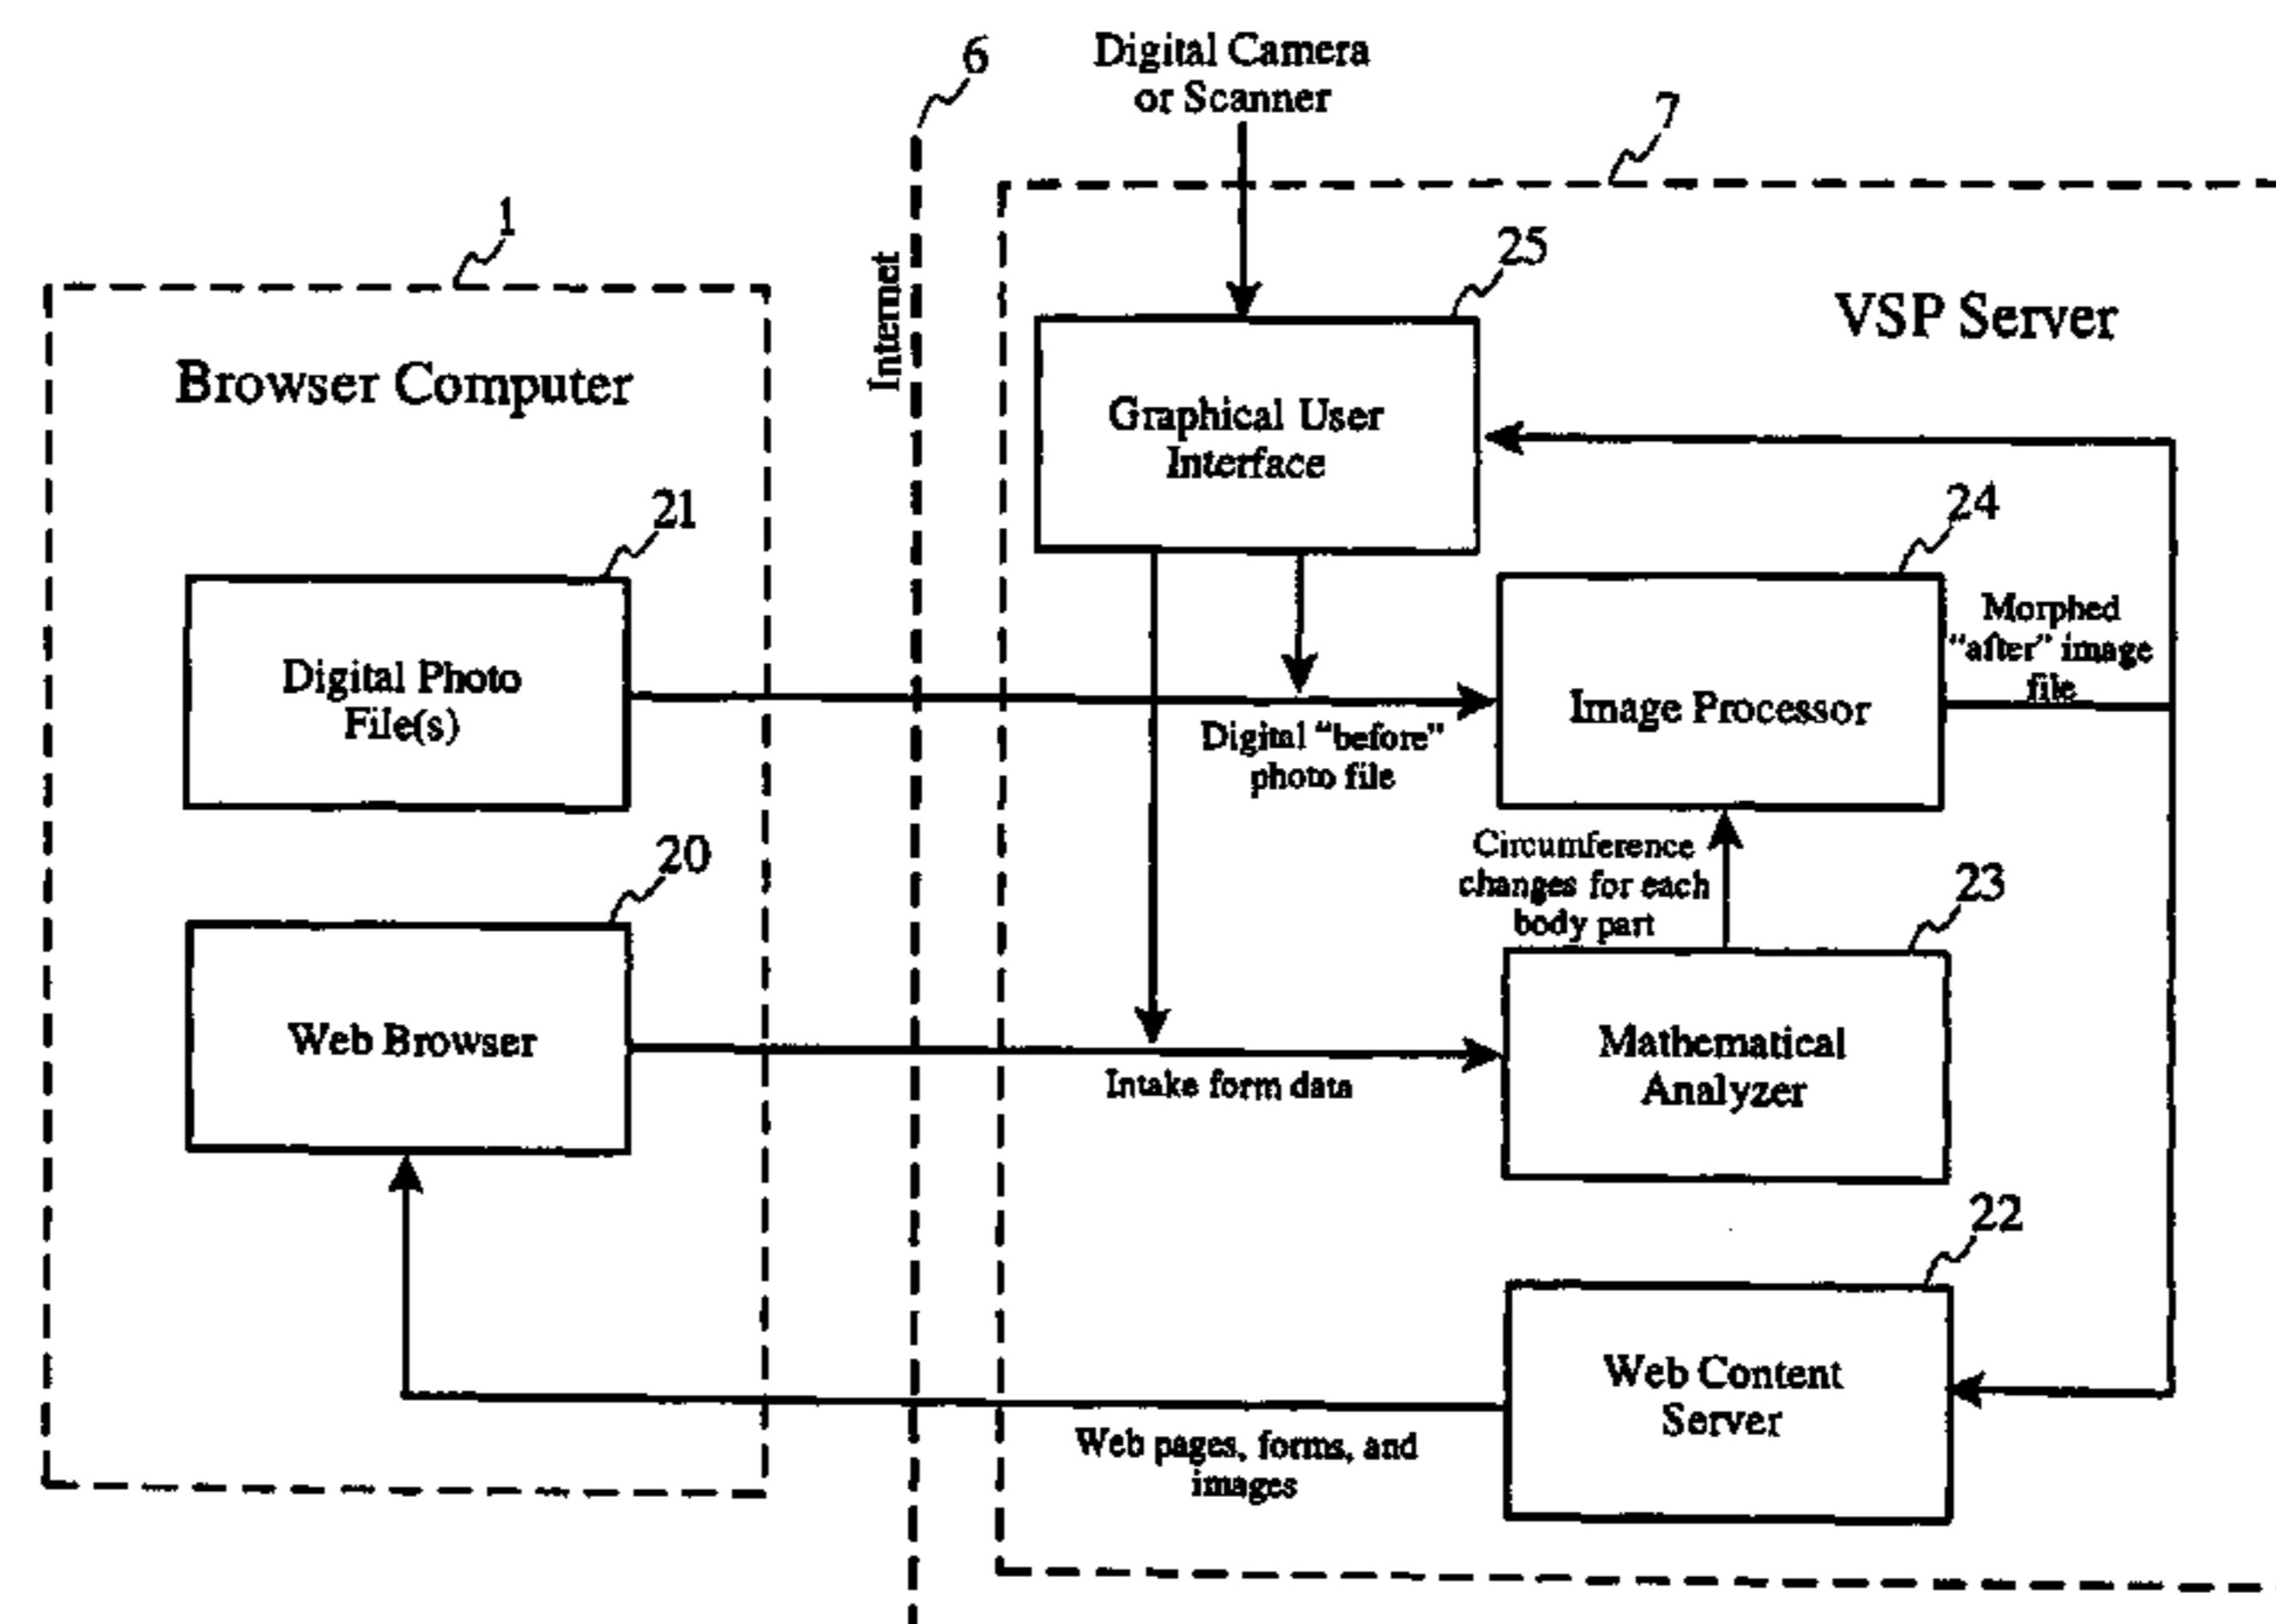 6
Digital Camera
or Scanner
7
1
Internet
25
VSP Server
Browser Computer
Graphical User
Interface
21
24
Digital Photo
File(s)
Morphed
“after” image
file
Image Processor
Digital “before”
photo file
20
Circumference
changes for each
body part
23
Web Browser
Mathematical
Analyzer
Intake form data
22
Web Content
Server
Web pages, forms, and
images